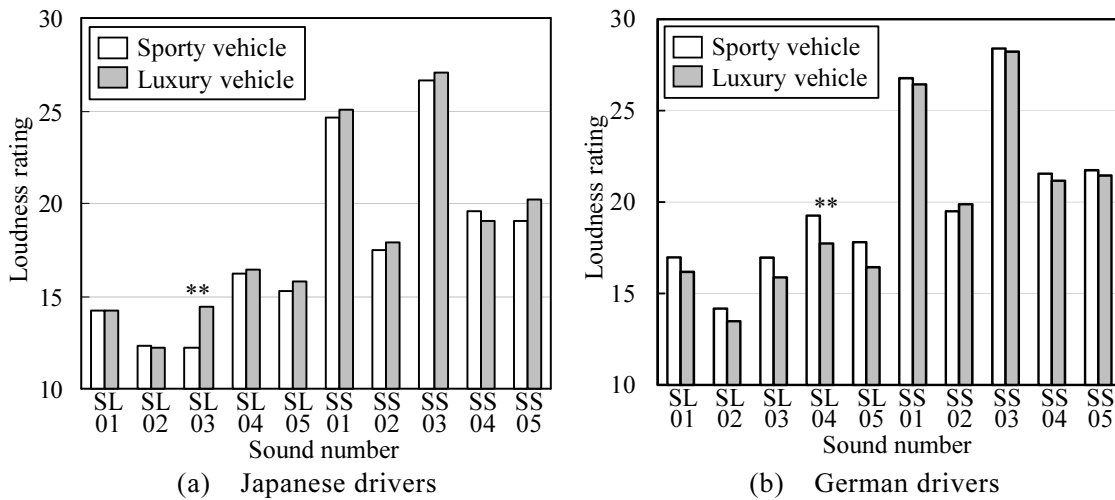 30
25
20
15
10
Loudness rating
Sporty vehicle
Luxury vehicle
**
SL SL SL SL SL SS SS SS SS SS
01 02 03 04 05 01 02 03 04 05
Sound number
(a) Japanese drivers
30
25
20
15
10
Loudness rating
Sporty vehicle
Luxury vehicle
**
SL SL SL SL SL SS SS SS SS SS
01 02 03 04 05 01 02 03 04 05
Sound number
(b) German drivers